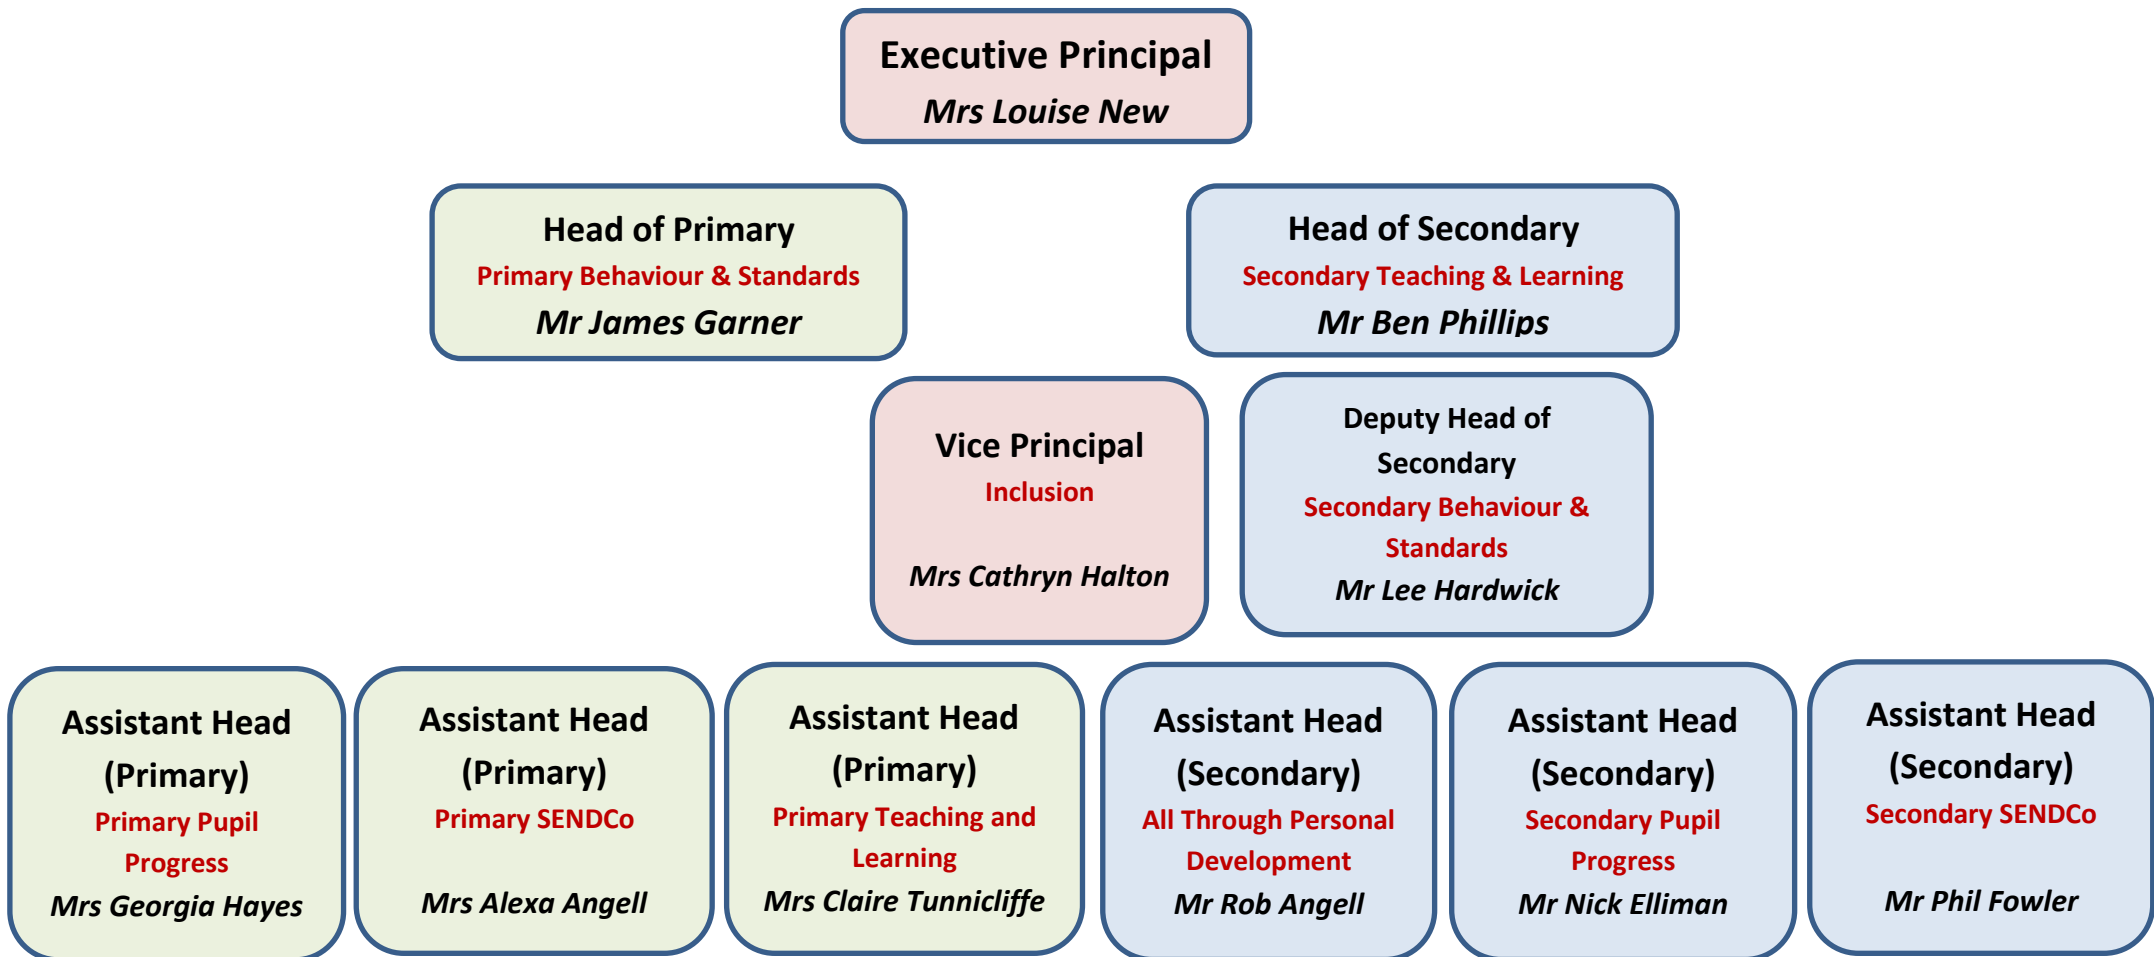 Executive Principal
Mrs Louise New
Head of Primary
Primary Behaviour & Standards
Mr James Garner
Head of Secondary
Secondary Teaching & Learning
Mr Ben Phillips
Vice Principal
Inclusion
Mrs Cathryn Halton
Deputy Head of
Secondary
Secondary Behaviour &
Standards
Mr Lee Hardwick
Assistant Head
(Primary)
Primary Pupil
Progress
Mrs Georgia Hayes
Assistant Head
(Primary)
Primary SENDCo
Mrs Alexa Angell
Assistant Head
(Primary)
Primary Teaching and
Learning
Mrs Claire Tunnicliffe
Assistant Head
(Secondary)
All Through Personal
Development
Mr Rob Angell
Assistant Head
(Secondary)
Secondary Pupil
Progress
Mr Nick Elliman
Assistant Head
(Secondary)
Secondary SENDCo
Mr Phil Fowler